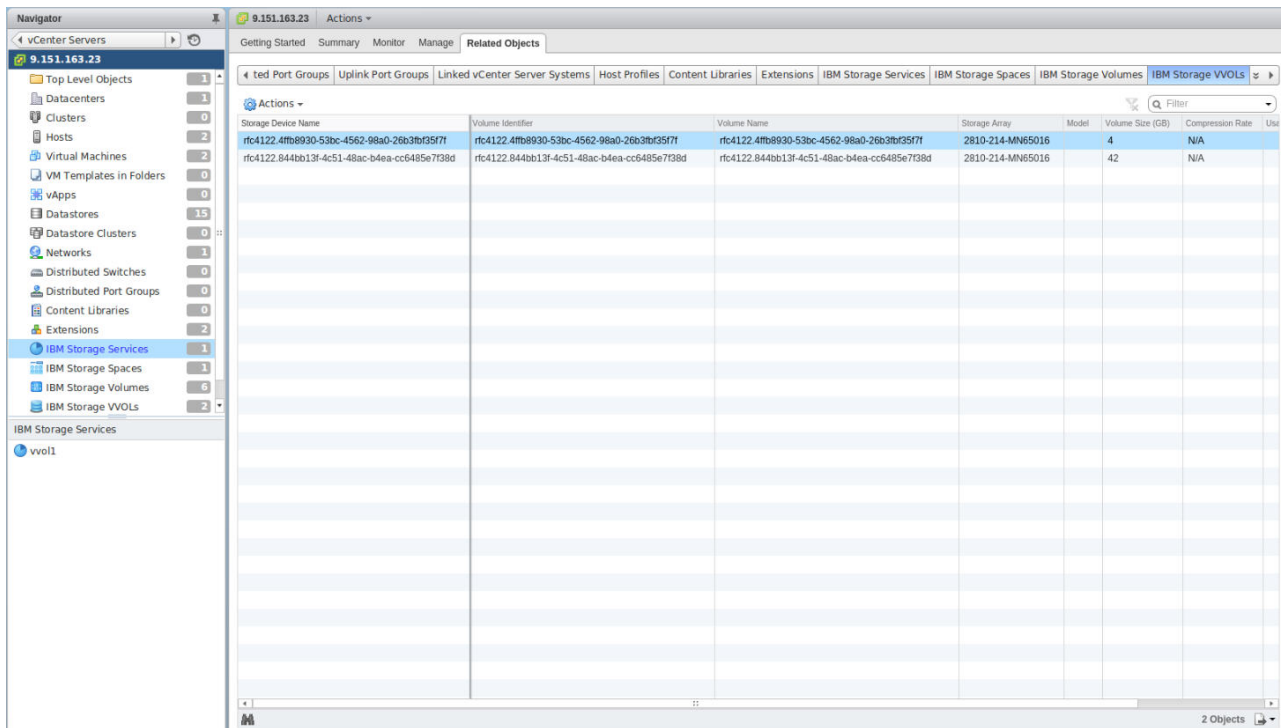 Navigator
vCenter Servers
9.151.163.23
Top Level Objects 1
Datacenters 1
Clusters 0
Hosts 2
Virtual Machines 2
VM Templates in Folders 0
vApps 0
Datastores 15
Datastore Clusters 0
Networks 1
Distributed Switches 0
Distributed Port Groups 0
Content Libraries 0
Extensions 2
IBM Storage Services 1
IBM Storage Spaces 1
IBM Storage Volumes 6
IBM Storage VVOLs 2
IBM Storage Services
vvol1
9.151.163.23 Actions
Getting Started Summary Monitor Manage Related Objects
ted Port Groups Uplink Port Groups Linked vCenter Server Systems Host Profiles Content Libraries Extensions IBM Storage Services IBM Storage Spaces IBM Storage Volumes IBM Storage VVOLs
Actions Filter
Storage Device Name Volume Identifier Volume Name Storage Array Model Volume Size (GB) Compression Rate Usa
rfc4122.4ffb8930-53bc-4562-98a0-26b3fbf35f7f rfc4122.4ffb8930-53bc-4562-98a0-26b3fbf35f7f rfc4122.4ffb8930-53bc-4562-98a0-26b3fbf35f7f 2810-214-MN65016 4 N/A
rfc4122.844bb13f-4c51-48ac-b4ea-cc6485e7f38d rfc4122.844bb13f-4c51-48ac-b4ea-cc6485e7f38d rfc4122.844bb13f-4c51-48ac-b4ea-cc6485e7f38d 2810-214-MN65016 42 N/A
2 Objects